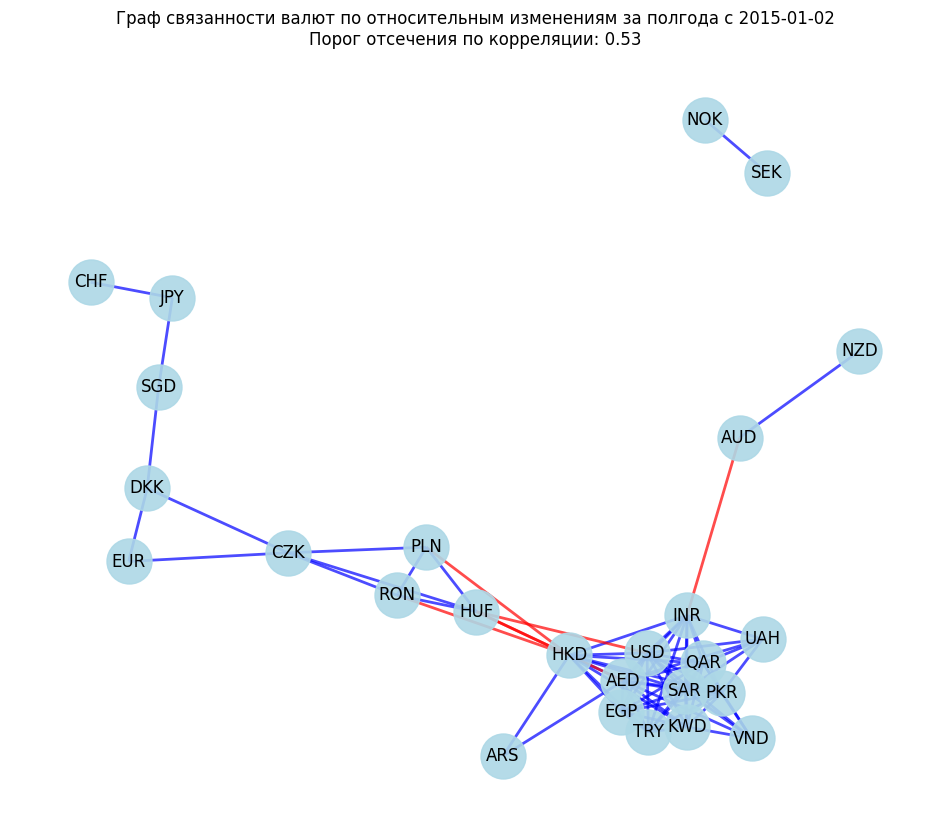 Граф связанности валют по относительным изменениям за полгода с 2015-01-02
Порог отсечения по корреляции: 0.53
NOK
SEK
CHF
JPY
NZD
SGD
AUD
DKK
PLN
CZK
EUR
RON
HUF
INR
UAH
HKD
USD
QAR
AED
SAR
PKR
EGP
TRY
KWD
VND
ARS